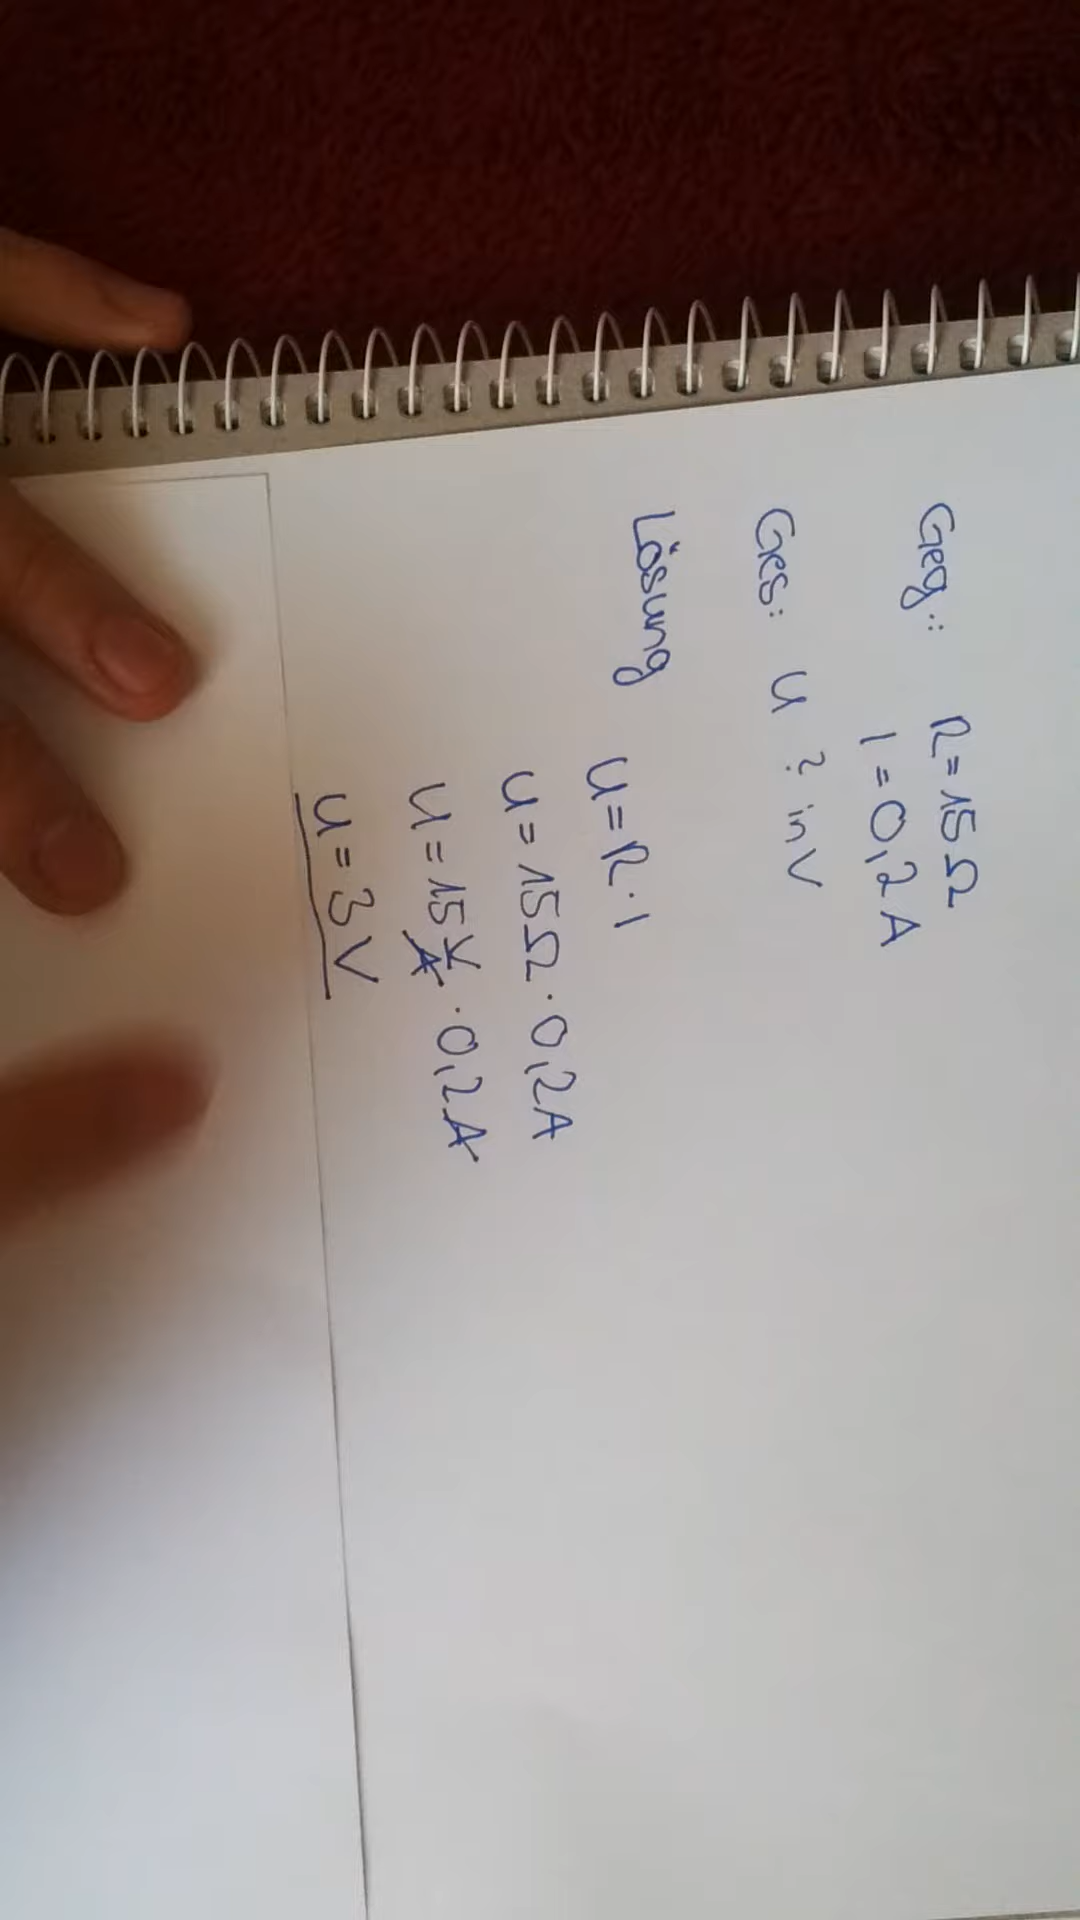 Geg.: R = 15 Ω
I = 0,2 A
Ges: U ? in V
Lösung U = R · I
U = 15 Ω · 0,2 A
U = 15 V/A · 0,2 A
U = 3 V